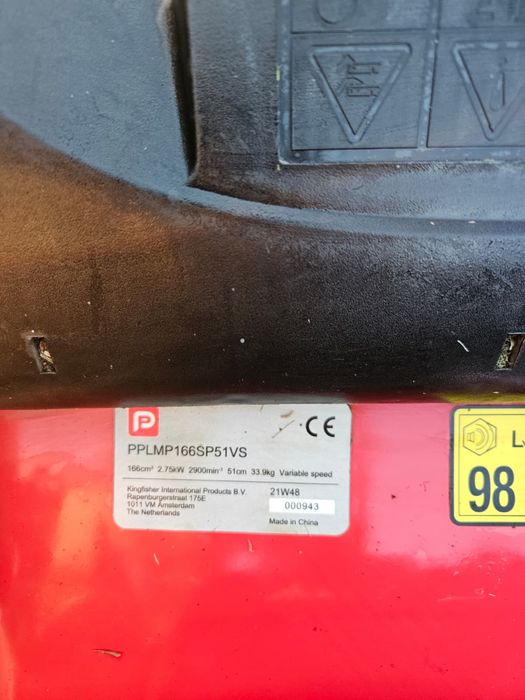 P
CE
PPLMP166SP51VS
166cm³ 2.75kW 2900min⁻¹ 51cm 33.9kg Variable speed
Kingfisher International Products B.V.
Rapenburgerstraat 175E
1011 VM Amsterdam
The Netherlands
21W48
000943
Made in China
L
98